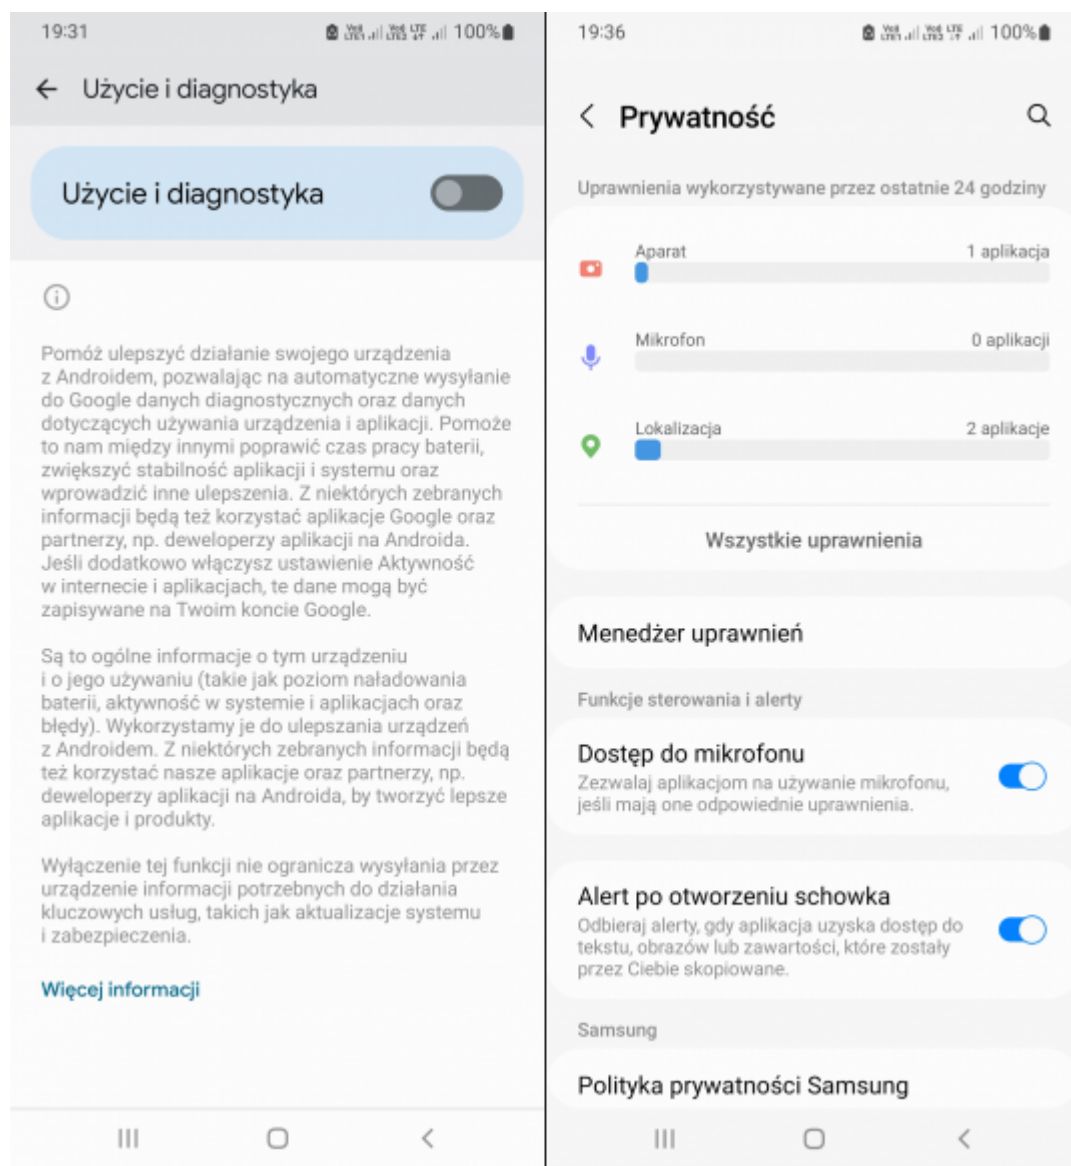 19:31
100%
Użycie i diagnostyka
Użycie i diagnostyka
Pomóż ulepszyć działanie swojego urządzenia
z Androidem, pozwalając na automatyczne wysyłanie
do Google danych diagnostycznych oraz danych
dotyczących używania urządzenia i aplikacji. Pomoże
to nam między innymi poprawić czas pracy baterii,
zwiększyć stabilność aplikacji i systemu oraz
wprowadzić inne ulepszenia. Z niektórych zebranych
informacji będą też korzystać aplikacje Google oraz
partnerzy, np. deweloperzy aplikacji na Androida.
Jeśli dodatkowo włączysz ustawienie Aktywność
w internecie i aplikacjach, te dane mogą być
zapisywane na Twoim koncie Google.
Są to ogólne informacje o tym urządzeniu
i o jego używaniu (takie jak poziom naładowania
baterii, aktywność w systemie i aplikacjach oraz
błędy). Wykorzystamy je do ulepszania urządzeń
z Androidem. Z niektórych zebranych informacji będą
też korzystać nasze aplikacje oraz partnerzy, np.
deweloperzy aplikacji na Androida, by tworzyć lepsze
aplikacje i produkty.
Wyłączenie tej funkcji nie ogranicza wysyłania przez
urządzenie informacji potrzebnych do działania
kluczowych usług, takich jak aktualizacje systemu
i zabezpieczenia.
Więcej informacji
19:36
100%
Prywatność
Uprawnienia wykorzystywane przez ostatnie 24 godziny
Aparat 1 aplikacja
Mikrofon 0 aplikacji
Lokalizacja 2 aplikacje
Wszystkie uprawnienia
Menedżer uprawnień
Funkcje sterowania i alerty
Dostęp do mikrofonu
Zezwalaj aplikacjom na używanie mikrofonu,
jeśli mają one odpowiednie uprawnienia.
Alert po otworzeniu schowka
Odbieraj alerty, gdy aplikacja uzyska dostęp do
tekstu, obrazów lub zawartości, które zostały
przez Ciebie skopiowane.
Samsung
Polityka prywatności Samsung